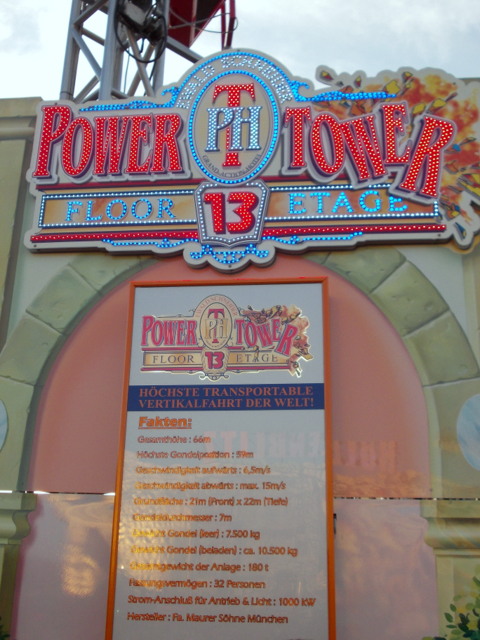 POWER TPH TOWER
FLOOR 13 ETAGE
POWER TPH TOWER
FLOOR 13 ETAGE
HÖCHSTE TRANSPORTABLE
VERTIKALFAHRT DER WELT!
Fakten:
Gesamthöhe : 66m
Höchste Gondelposition : 59m
Geschwindigkeit aufwärts : 6,5m/s
Geschwindigkeit abwärts : max. 15m/s
Grundfläche : 21m (Front) x 22m (Tiefe)
: 7m
Gewicht Gondel (leer) : 7.500 kg
Gewicht Gondel (beladen) : ca. 10.500 kg
Gesamtgewicht der Anlage : 180 t
Fassungsvermögen : 32 Personen
Strom-Anschluß für Antrieb & Licht : 1000 kW
Hersteller : Fa. Maurer Söhne München